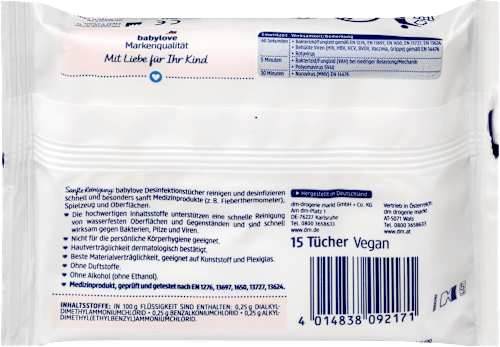 babylove
Markenqualität
Mit Liebe für Ihr Kind
Einwirkzeit Wirksamkeit/Bemerkung
60 Sekunden • Bakterizid/Fungizid gemäß EN 1276, EN 13697, EN 1650, EN 13727, EN 13624
• Behüllte Viren (HIV, HBV, HCV, BVDV, Vaccinia, Grippe) gemäß EN 14476
• Rotavirus
5 Minuten • Bakterizid/Fungizid (VAH) bei niedriger Belastung/Mechanik
• Polyomavirus SV40
30 Minuten • Norovirus (MNV) EN 14476
Sanfte Reinigung: babylove Desinfektionstücher reinigen und desinfizieren
schnell und besonders sanft Medizinprodukte (z.B. Fieberthermometer),
Spielzeug und Oberflächen.
Die hochwertigen Inhaltsstoffe unterstützen eine schnelle Reinigung
von wasserfesten Oberflächen und Gegenständen und sind schnell
wirksam gegen Bakterien, Pilze und Viren.
Nicht für die persönliche Körperhygiene geeignet.
Hautverträglichkeit dermatologisch bestätigt.
Beste Materialverträglichkeit, geeignet auf Kunststoff und Plexiglas.
Ohne Duftstoffe.
Ohne Alkohol (ohne Ethanol).
Medizinprodukt, geprüft und getestet nach EN 1276, 13697, 1650, 13727, 13624.
INHALTSSTOFFE: IN 100 g FLÜSSIGKEIT SIND ENTHALTEN: 0,25 g DIALKYL-
DIMETHYLAMMONIUMCHLORID • 0,25 g BENZALKONIUMCHLORID • 0,25 g ALKYL-
DIMETHYL(ETHYLBENZYL)AMMONIUMCHLORID
Hergestellt in Deutschland
dm-drogerie markt GmbH + Co. KG
Am dm-Platz 1
DE-76227 Karlsruhe
Tel. 0800 3658633
www.dm.de
Vertrieb in Österreich
dm drogerie markt
AT-5071 Wals
Tel. 0800 3658633
www.dm.at
15 Tücher Vegan
4 014838 092171